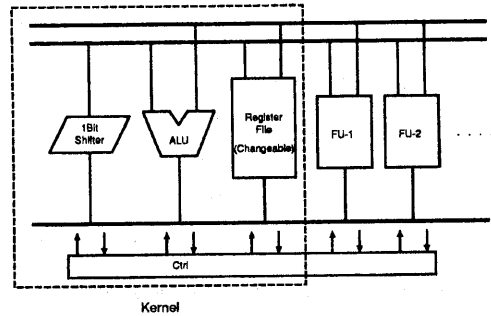 1Bit
Shifter
ALU
Register
File
(Changeable)
FU-1
FU-2
. . . .
Ctrl
Kernel